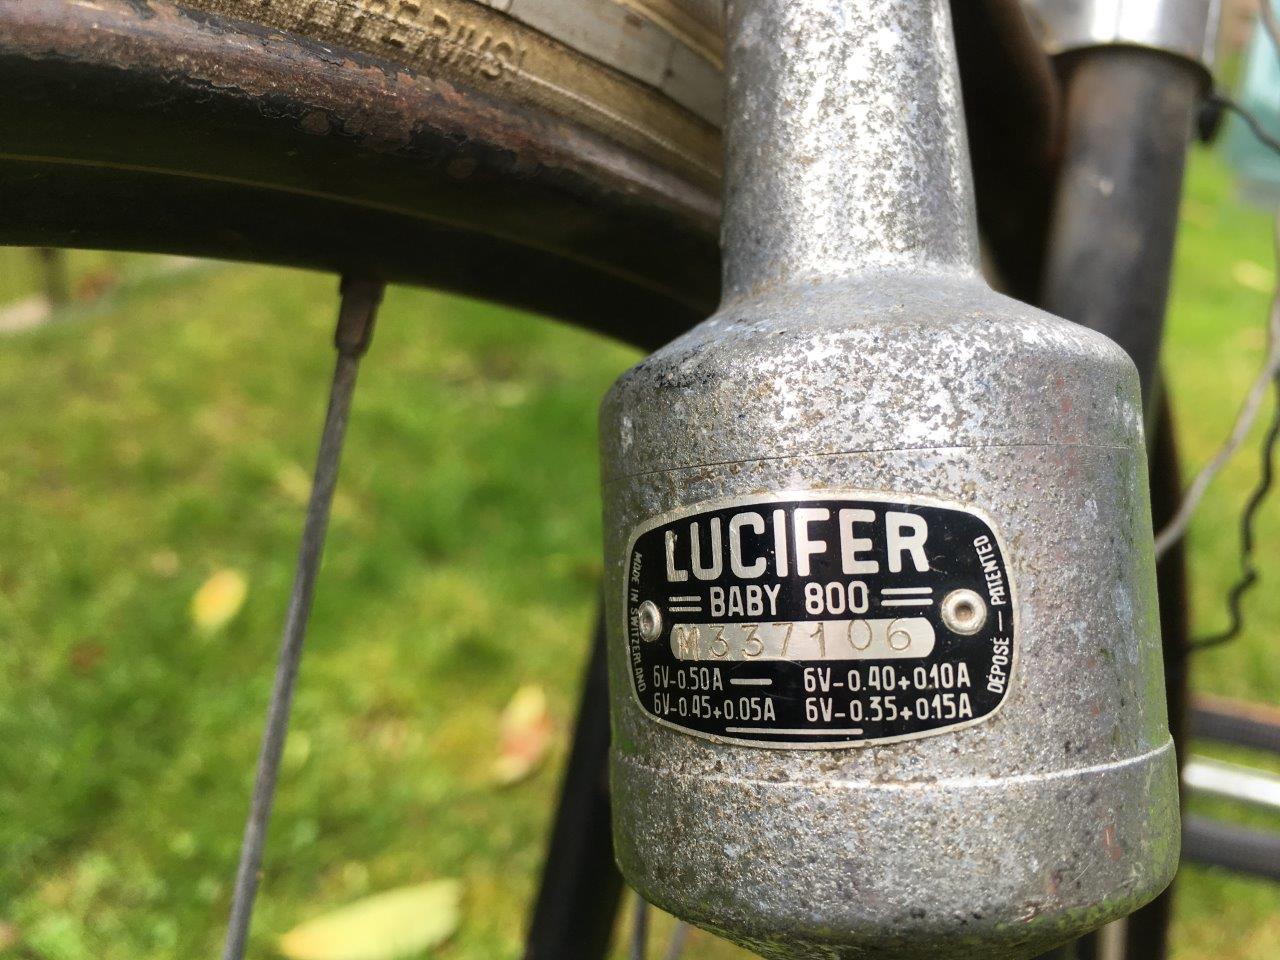 LUCIFER
BABY 800
M337106
6V-0.50A 6V-0.40+0.10A
6V-0.45+0.05A 6V-0.35+0.15A
MADE IN SWITZERLAND
DÉPOSÉ — PATENTED